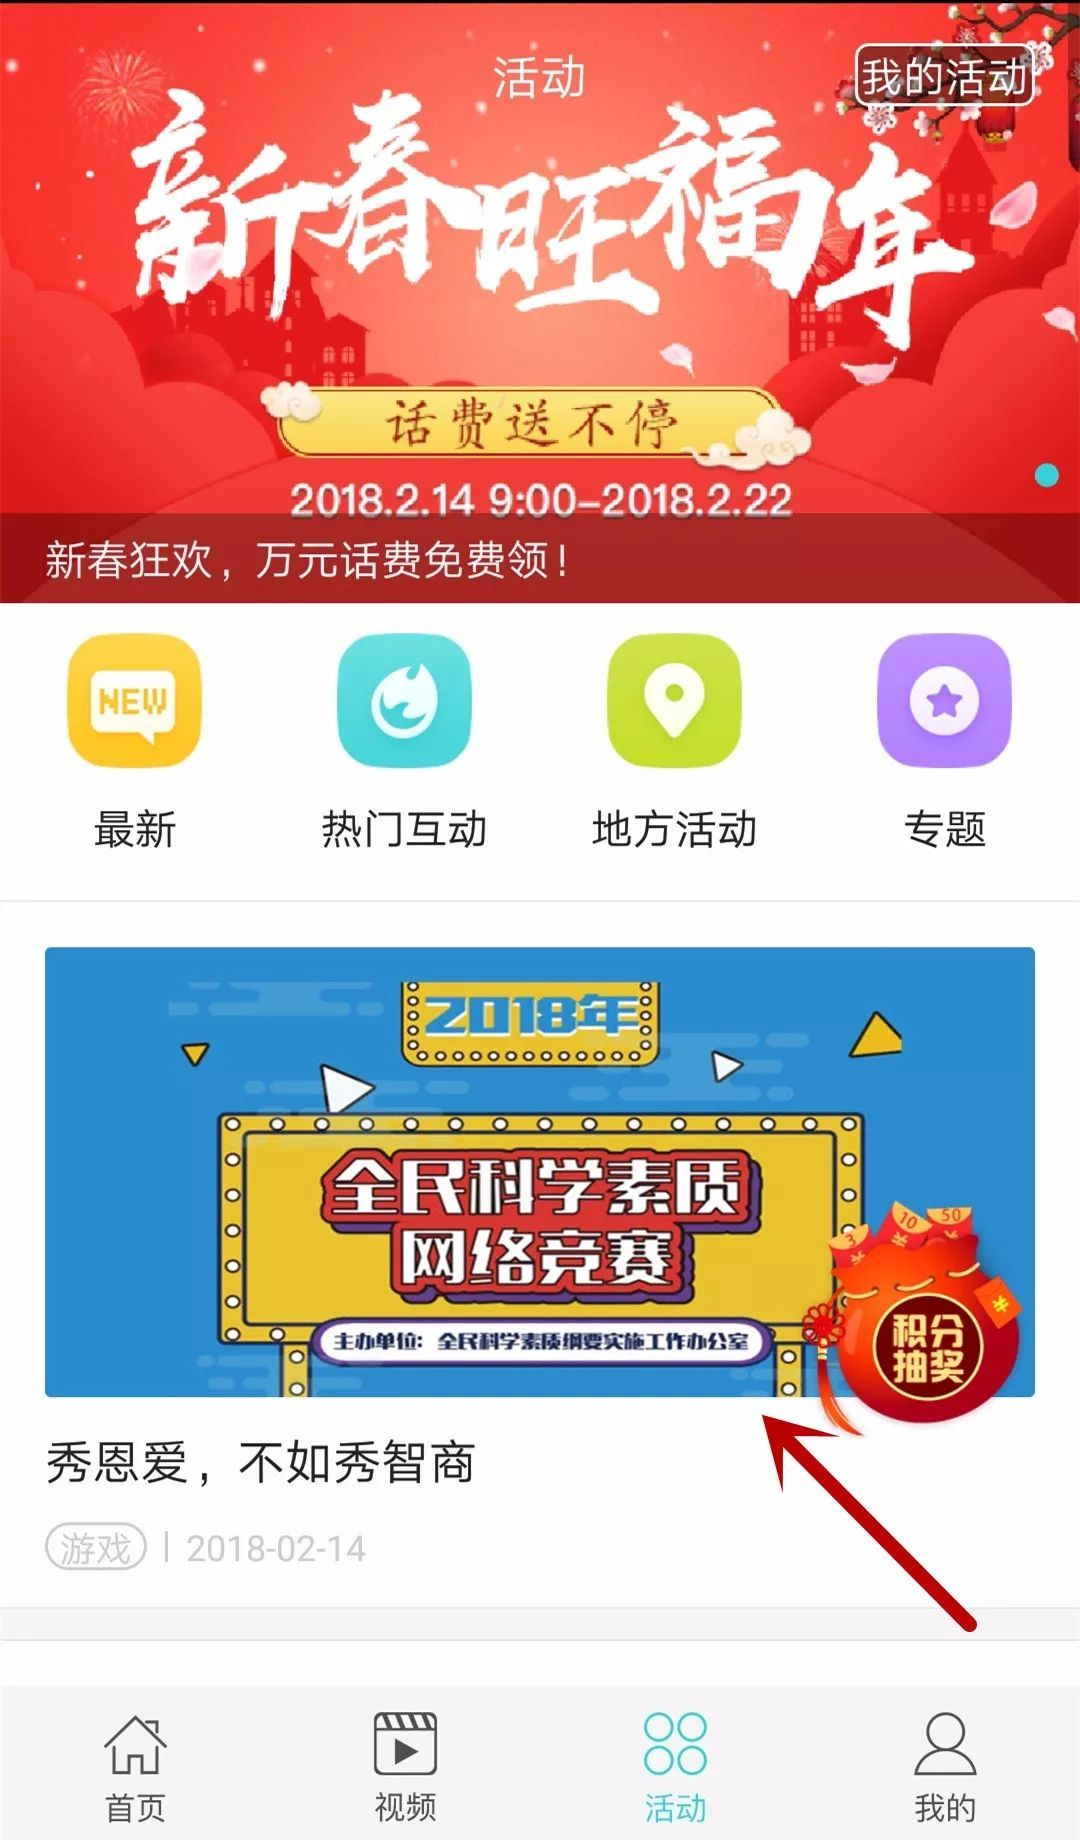 活动
我的活动
新春旺福年
话费送不停
2018.2.14 9:00-2018.2.22
新春狂欢，万元话费免费领！
NEW
最新
热门互动
地方活动
专题
2018年
全民科学素质
网络竞赛
主办单位：全民科学素质纲要实施工作办公室
3
10
50
积分
抽奖
秀恩爱，不如秀智商
游戏 | 2018-02-14
首页
视频
活动
我的